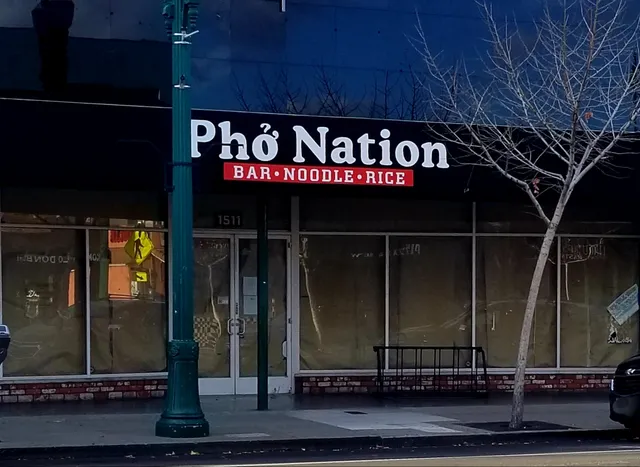 Phở Nation
BAR • NOODLE • RICE
1511